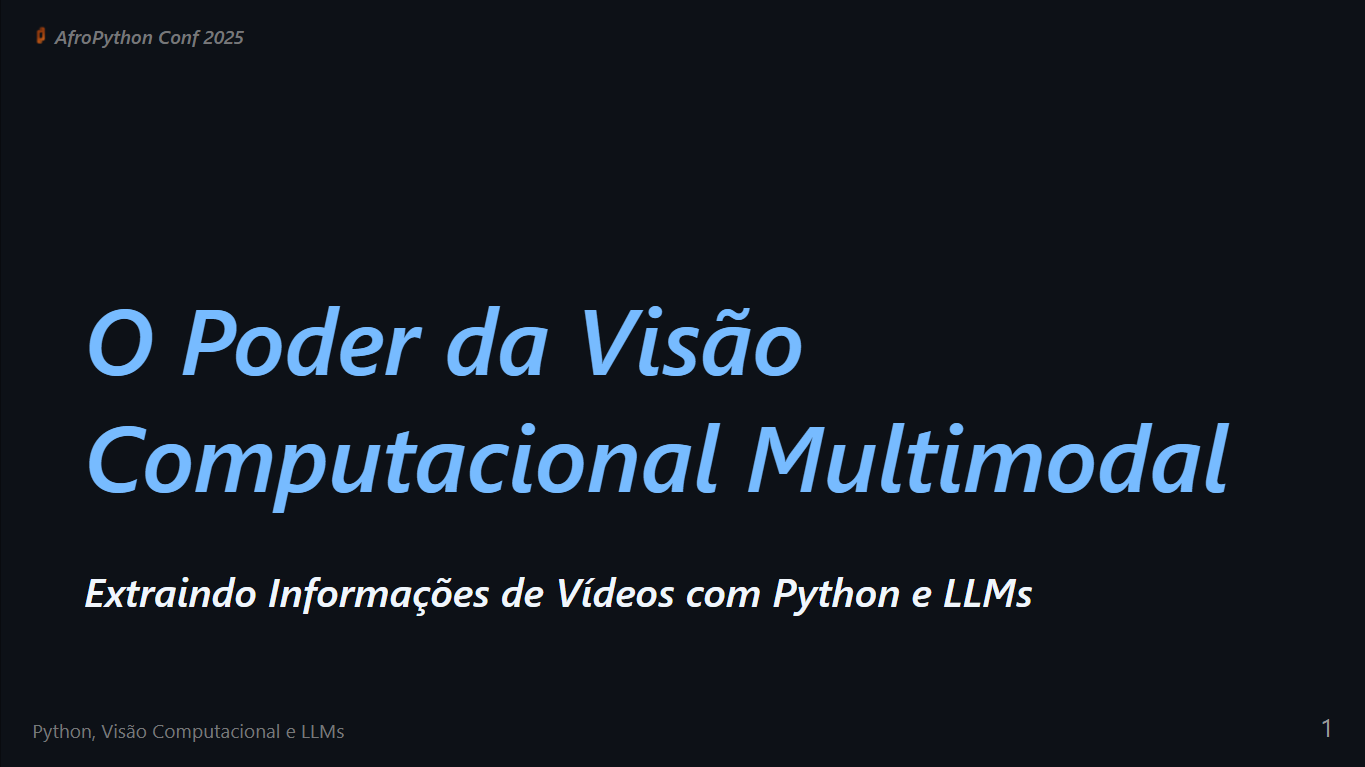 AfroPython Conf 2025
O Poder da Visão
Computacional Multimodal
Extraindo Informações de Vídeos com Python e LLMs
Python, Visão Computacional e LLMs
1